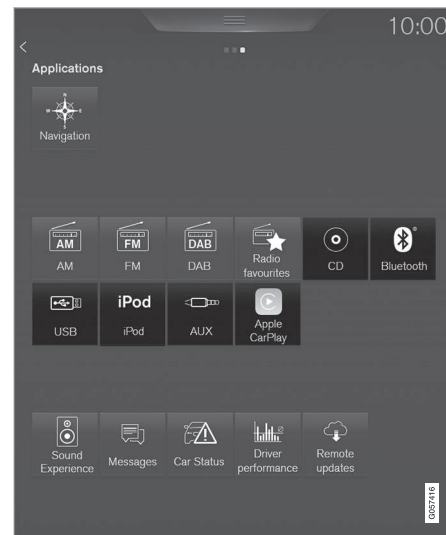 10:00
Applications
N
W
E
S
Navigation
AM
FM
DAB
AM
FM
DAB
Radio
favourites
CD
Bluetooth
iPod
USB
iPod
AUX
Apple
CarPlay
Sound
Experience
Messages
Car Status
Driver
performance
Remote
updates
G057416